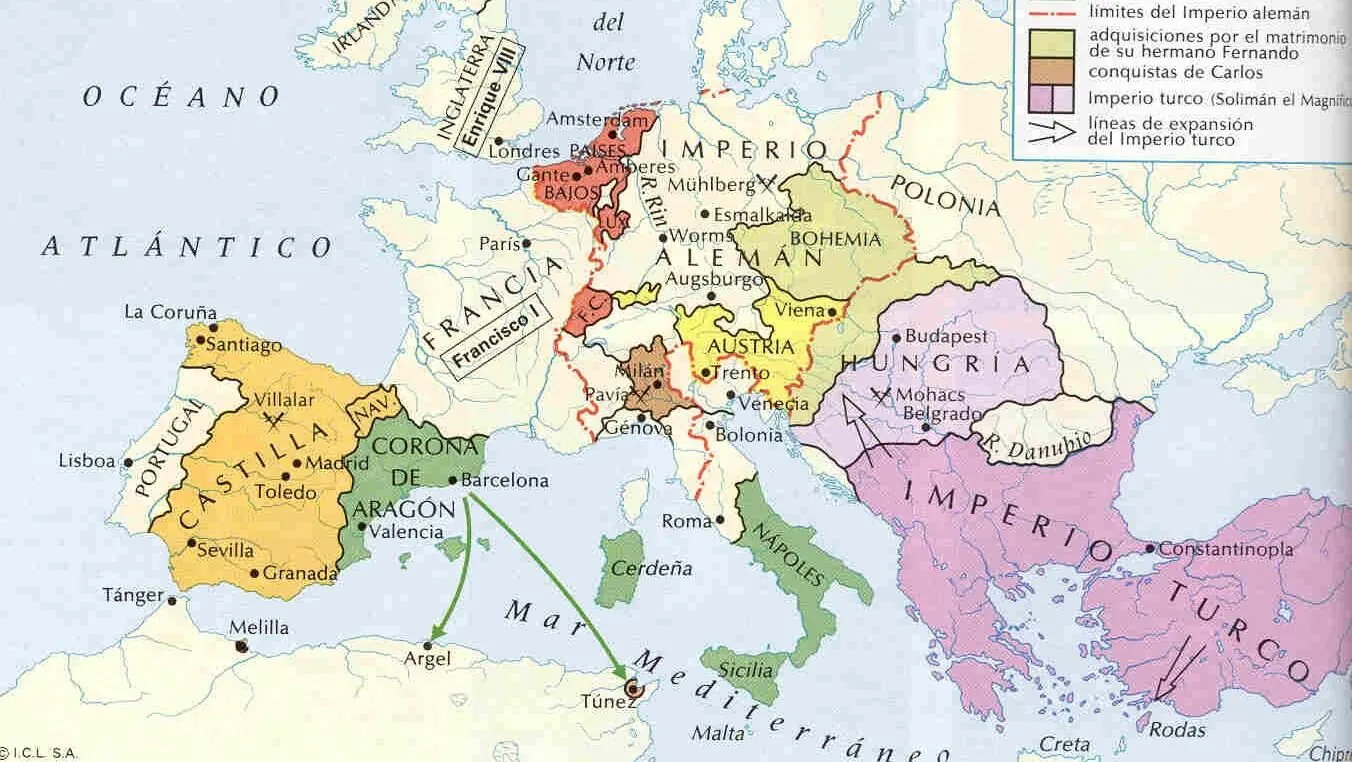 límites del Imperio alemán
adquisiciones por el matrimonio
de su hermano Fernando
conquistas de Carlos
Imperio turco (Solimán el Magnífico
líneas de expansión
del Imperio turco
IRLANDA
INGLATERRA
Enrique VIII
del
Norte
OCÉANO
ATLÁNTICO
Londres
Amsterdam
PAISES
BAJOS
Amberes
Gante
LUX
R. Rin
IMPERIO
ALEMÁN
Mühlberg
Esmalkalda
Worms
Augsburgo
POLONIA
BOHEMIA
París
FRANCIA
Francisco I
F.C.
Viena
AUSTRIA
HUNGRÍA
Budapest
Mohacs
Belgrado
R. Danubio
Trento
Milán
Pavía
Venecia
Génova
Bolonia
La Coruña
Santiago
Villalar
NAV.
PORTUGAL
CASTILLA
Lisboa
Madrid
Toledo
Sevilla
Granada
CORONA
DE
ARAGÓN
Barcelona
Valencia
Roma
NÁPOLES
Cerdeña
Sicilia
IMPERIO
TURCO
Constantinopla
Tánger
Melilla
Argel
Túnez
Mar
Mediterráneo
Malta
Creta
Rodas
Chipr
© I.C.L. S.A.